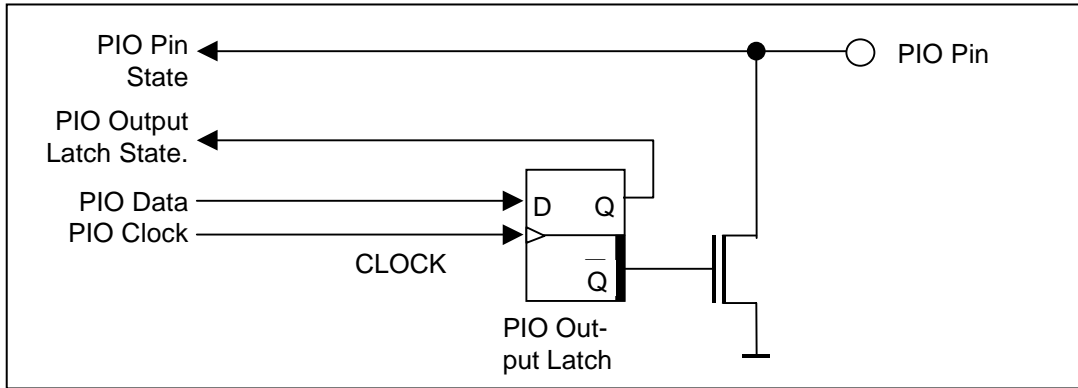 PIO Pin
State
PIO Pin
PIO Output
Latch State.
PIO Data
PIO Clock
CLOCK
D Q
Q
PIO Out-
put Latch